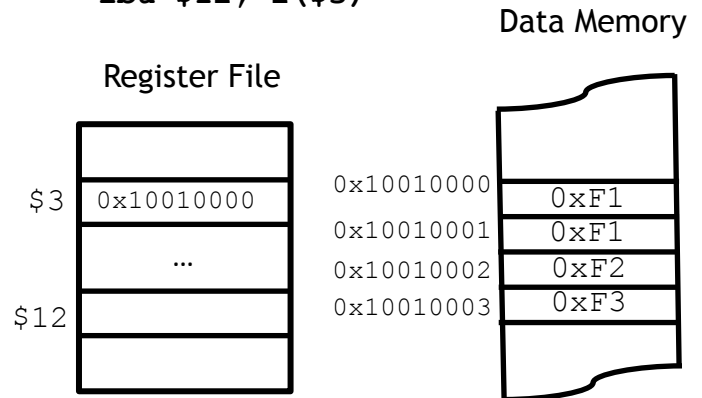 Data Memory
Register File
$3
0x10010000
...
$12
0x10010000
0xF1
0x10010001
0xF1
0x10010002
0xF2
0x10010003
0xF3